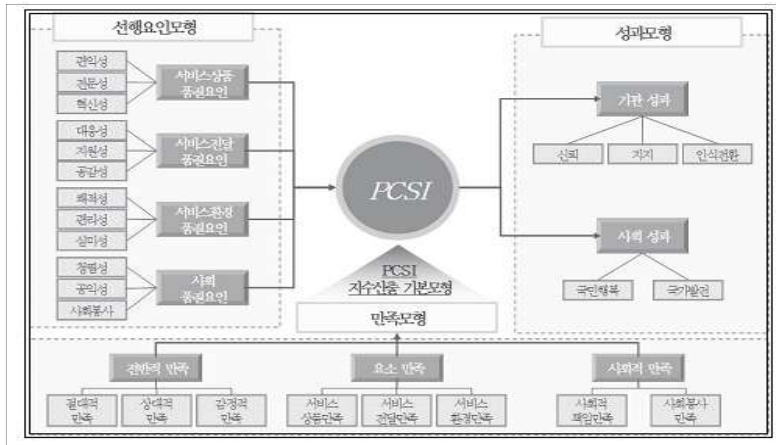 선행요인모형
편익성
전문성
혁신성
서비스상품
품질요인
대응성
지원성
공감성
서비스전달
품질요인
쾌적성
편리성
심미성
서비스환경
품질요인
청렴성
공익성
사회봉사
사회
품질요인
PCSI
PCSI
지수산출 기본모형
만족모형
성과모형
기관 성과
신뢰
지지
인식전환
사회 성과
국민행복
국가발전
전반적 만족
절대적
만족
상대적
만족
감정적
만족
요소 만족
서비스
상품만족
서비스
전달만족
서비스
환경만족
사회적 만족
사회적
책임만족
사회봉사
만족